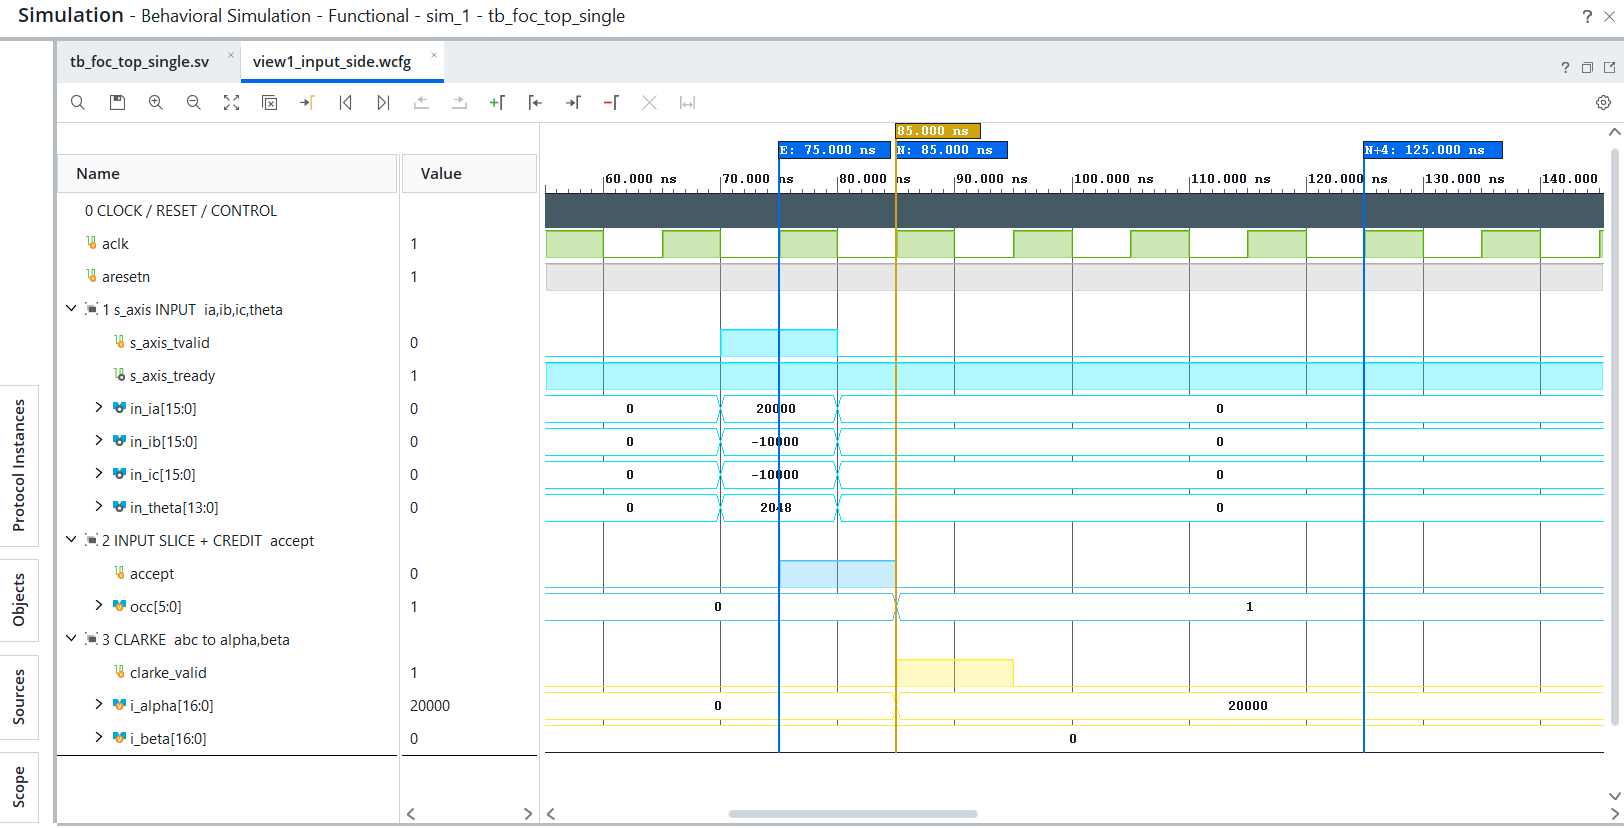 Simulation - Behavioral Simulation - Functional - sim_1 - tb_foc_top_single
? ×
tb_foc_top_single.sv × view1_input_side.wcfg ×
?
85.000 ns
E: 75.000 ns N: 85.000 ns N+4: 125.000 ns
Name Value
60.000 ns 70.000 ns 80.000 ns 90.000 ns 100.000 ns 110.000 ns 120.000 ns 130.000 ns 140.000
0 CLOCK / RESET / CONTROL
aclk 1
aresetn 1
1 s_axis INPUT ia,ib,ic,theta
s_axis_tvalid 0
s_axis_tready 1
in_ia[15:0] 0 0 20000 0
in_ib[15:0] 0 0 -10000 0
in_ic[15:0] 0 0 -10000 0
in_theta[13:0] 0 0 2048 0
2 INPUT SLICE + CREDIT accept
accept 0
occ[5:0] 1 0 1
3 CLARKE abc to alpha,beta
clarke_valid 1
i_alpha[16:0] 20000 0 20000
i_beta[16:0] 0 0
Protocol Instances
Objects
Sources
Scope